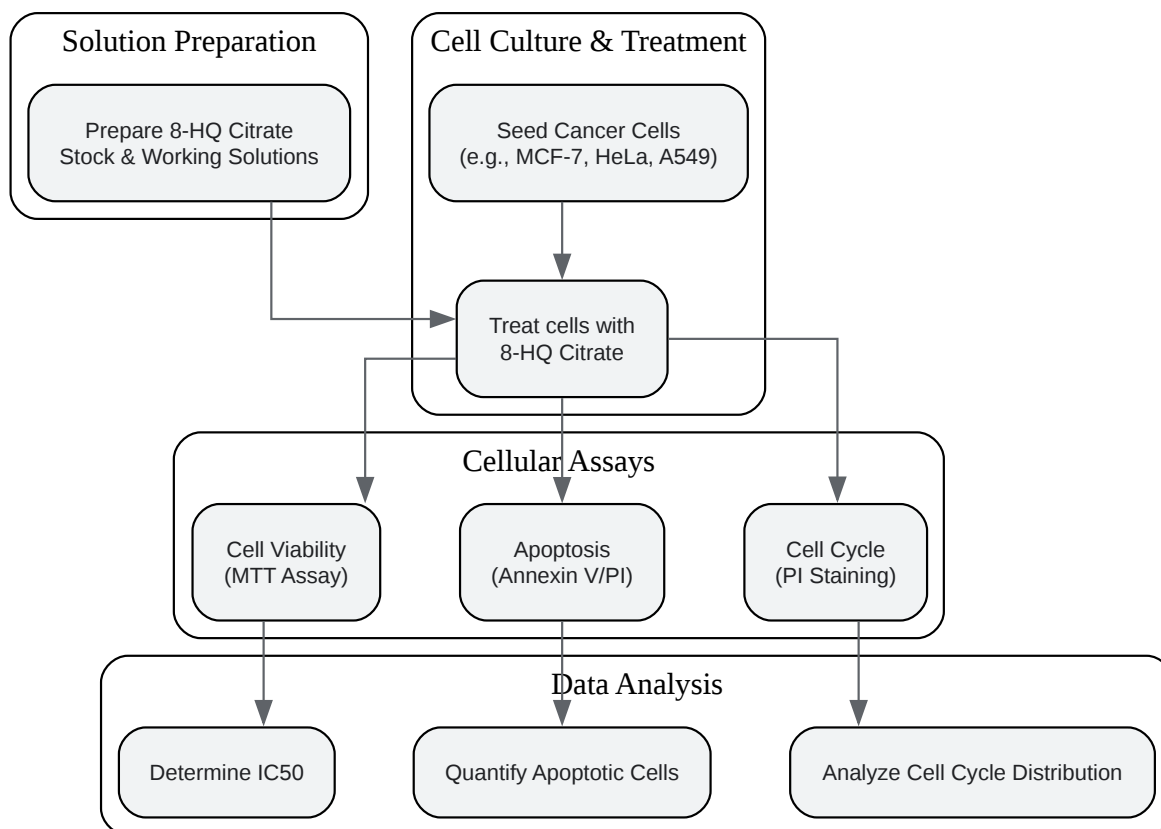 Solution Preparation
Prepare 8-HQ Citrate
Stock & Working Solutions
Cell Culture & Treatment
Seed Cancer Cells
(e.g., MCF-7, HeLa, A549)
Treat cells with
8-HQ Citrate
Cellular Assays
Cell Viability
(MTT Assay)
Apoptosis
(Annexin V/PI)
Cell Cycle
(PI Staining)
Data Analysis
Determine IC50
Quantify Apoptotic Cells
Analyze Cell Cycle Distribution